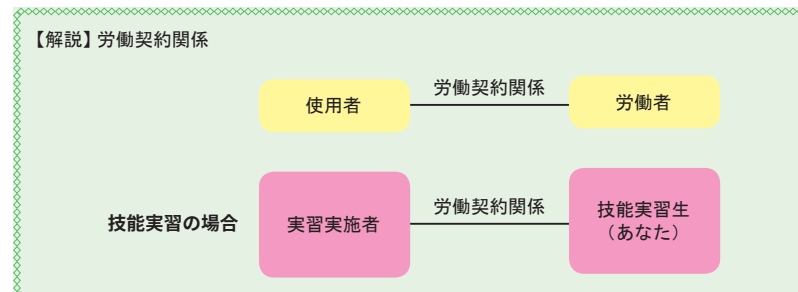 【解説】労働契約関係
使用者
労働契約関係
労働者
技能実習の場合
実習実施者
労働契約関係
技能実習生
（あなた）